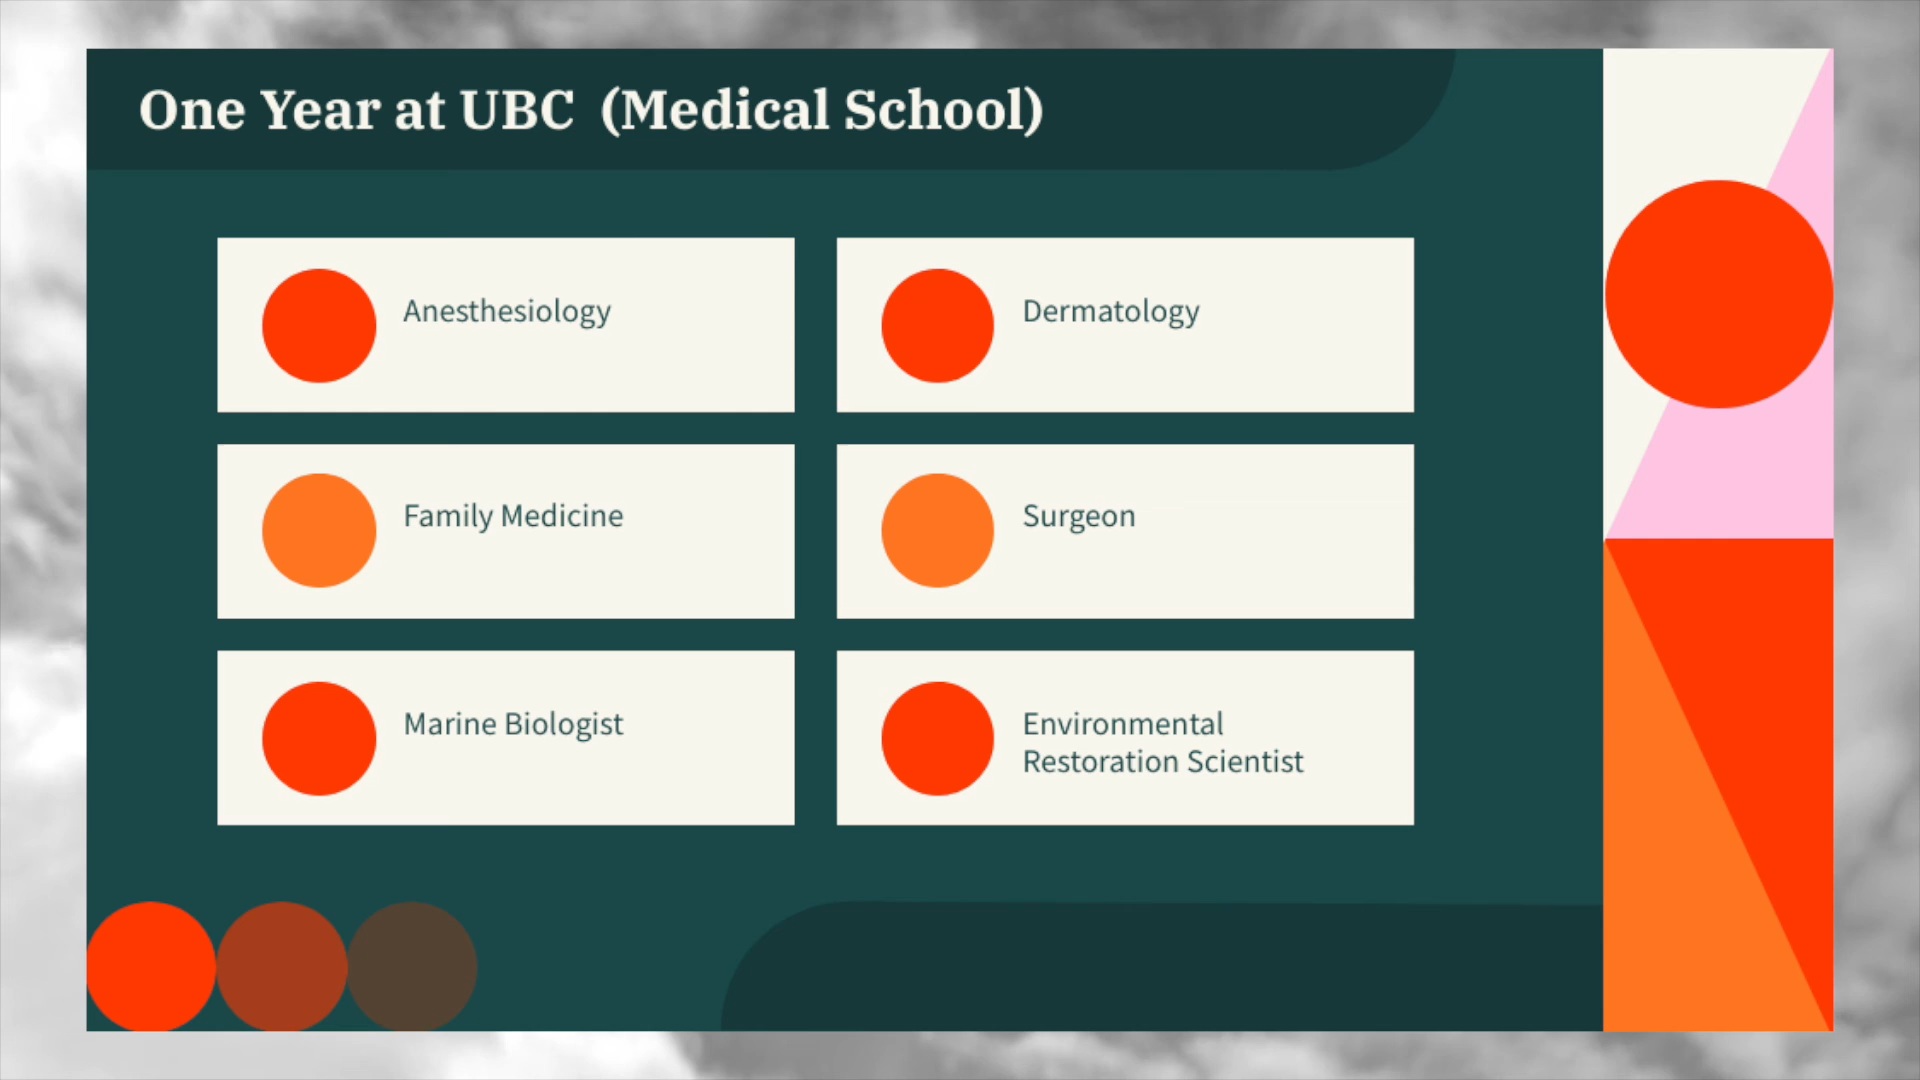 One Year at UBC (Medical School)
Anesthesiology
Dermatology
Family Medicine
Surgeon
Marine Biologist
Environmental
Restoration Scientist